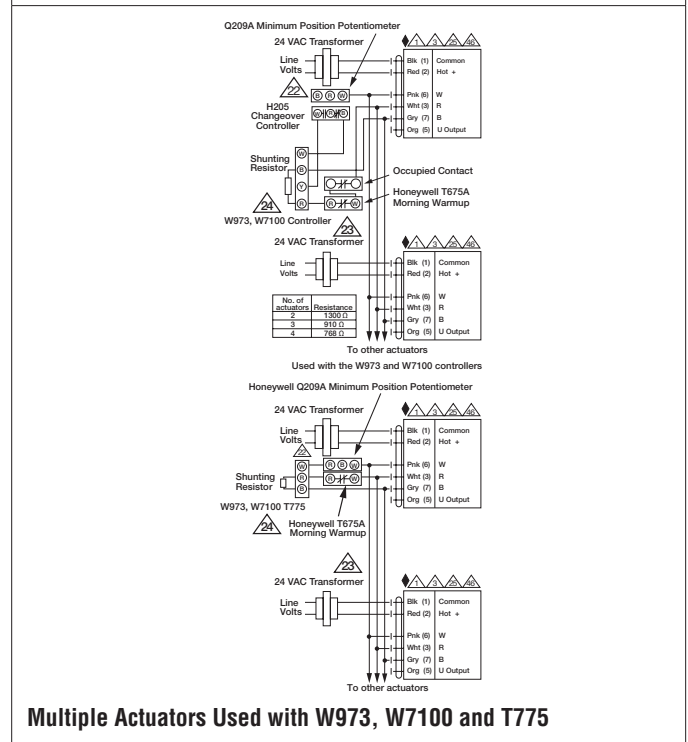 Q209A Minimum Position Potentiometer
24 VAC Transformer
1 3 25 46
Line
Volts
Blk (1) Common
Red (2) Hot +
22
B R W
Pnk (6) W
H205
Changeover
Controller
W R B
Wht (3) R
Gry (7) B
Org (5) U Output
Shunting
Resistor
W
B
Y
R
Occupied Contact
R W
Honeywell T675A
Morning Warmup
24
W973, W7100 Controller
23
24 VAC Transformer
1 3 25 46
Line
Volts
Blk (1) Common
Red (2) Hot +
No. of
actuators Resistance
2 1300 Ω
3 910 Ω
4 768 Ω
Pnk (6) W
Wht (3) R
Gry (7) B
Org (5) U Output
To other actuators
Used with the W973 and W7100 controllers
Honeywell Q209A Minimum Position Potentiometer
24 VAC Transformer
1 3 25 46
Line
Volts
Blk (1) Common
Red (2) Hot +
22
W
R
B
R B W
R W
Pnk (6) W
Wht (3) R
Gry (7) B
Org (5) U Output
Shunting
Resistor
W973, W7100 T775
24
Honeywell T675A
Morning Warmup
23
24 VAC Transformer
1 3 25 46
Line
Volts
Blk (1) Common
Red (2) Hot +
Pnk (6) W
Wht (3) R
Gry (7) B
Org (5) U Output
To other actuators
Multiple Actuators Used with W973, W7100 and T775